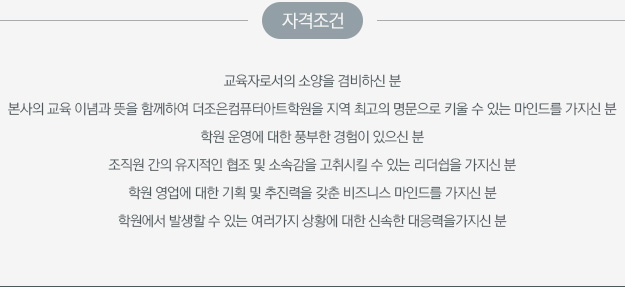 자격조건
교육자로서의 소양을 겸비하신 분
본사의 교육 이념과 뜻을 함께하여 더조은컴퓨터아트학원을 지역 최고의 명문으로 키울 수 있는 마인드를 가지신 분
학원 운영에 대한 풍부한 경험이 있으신 분
조직원 간의 유지적인 협조 및 소속감을 고취시킬 수 있는 리더쉽을 가지신 분
학원 영업에 대한 기획 및 추진력을 갖춘 비즈니스 마인드를 가지신 분
학원에서 발생할 수 있는 여러가지 상황에 대한 신속한 대응력을가지신 분